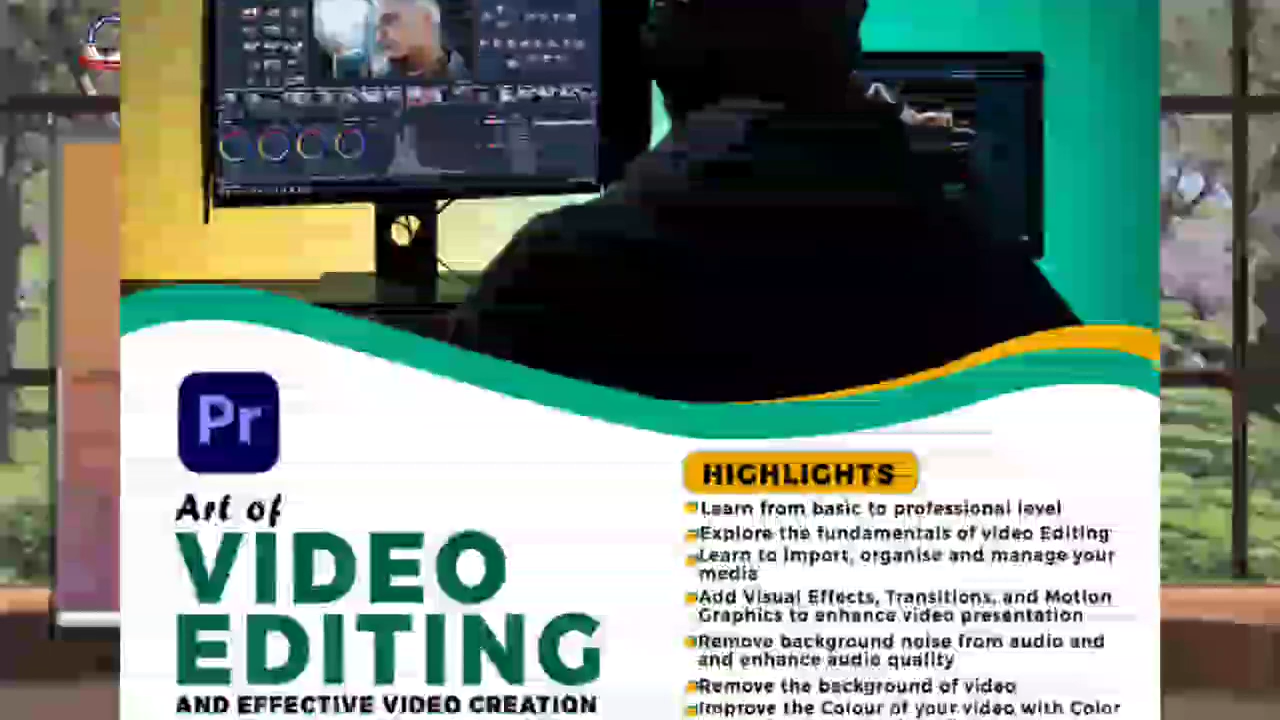 Pr
Art of
VIDEO
EDITING
AND EFFECTIVE VIDEO CREATION
HIGHLIGHTS
Learn from basic to professional level
Explore the fundamentals of video Editing
Learn to import, organise and manage your
media
Add Visual Effects, Transitions, and Motion
Graphics to enhance video presentation
Remove background noise from audio and
and enhance audio quality
Remove the background of video
Improve the Colour of your video with Color